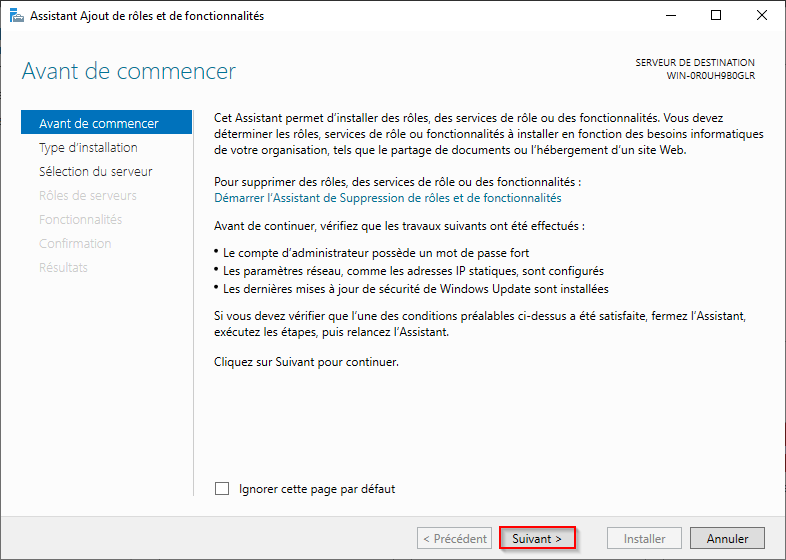 Assistant Ajout de rôles et de fonctionnalités
Avant de commencer
SERVEUR DE DESTINATION
WIN-0R0UH9B0GLR
Avant de commencer
Type d'installation
Sélection du serveur
Rôles de serveurs
Fonctionnalités
Confirmation
Résultats
Cet Assistant permet d'installer des rôles, des services de rôle ou des fonctionnalités. Vous devez
déterminer les rôles, services de rôle ou fonctionnalités à installer en fonction des besoins informatiques
de votre organisation, tels que le partage de documents ou l'hébergement d'un site Web.
Pour supprimer des rôles, des services de rôle ou des fonctionnalités :
Démarrer l'Assistant de Suppression de rôles et de fonctionnalités
Avant de continuer, vérifiez que les travaux suivants ont été effectués :
• Le compte d'administrateur possède un mot de passe fort
• Les paramètres réseau, comme les adresses IP statiques, sont configurés
• Les dernières mises à jour de sécurité de Windows Update sont installées
Si vous devez vérifier que l'une des conditions préalables ci-dessus a été satisfaite, fermez l'Assistant,
exécutez les étapes, puis relancez l'Assistant.
Cliquez sur Suivant pour continuer.
Ignorer cette page par défaut
< Précédent
Suivant >
Installer
Annuler